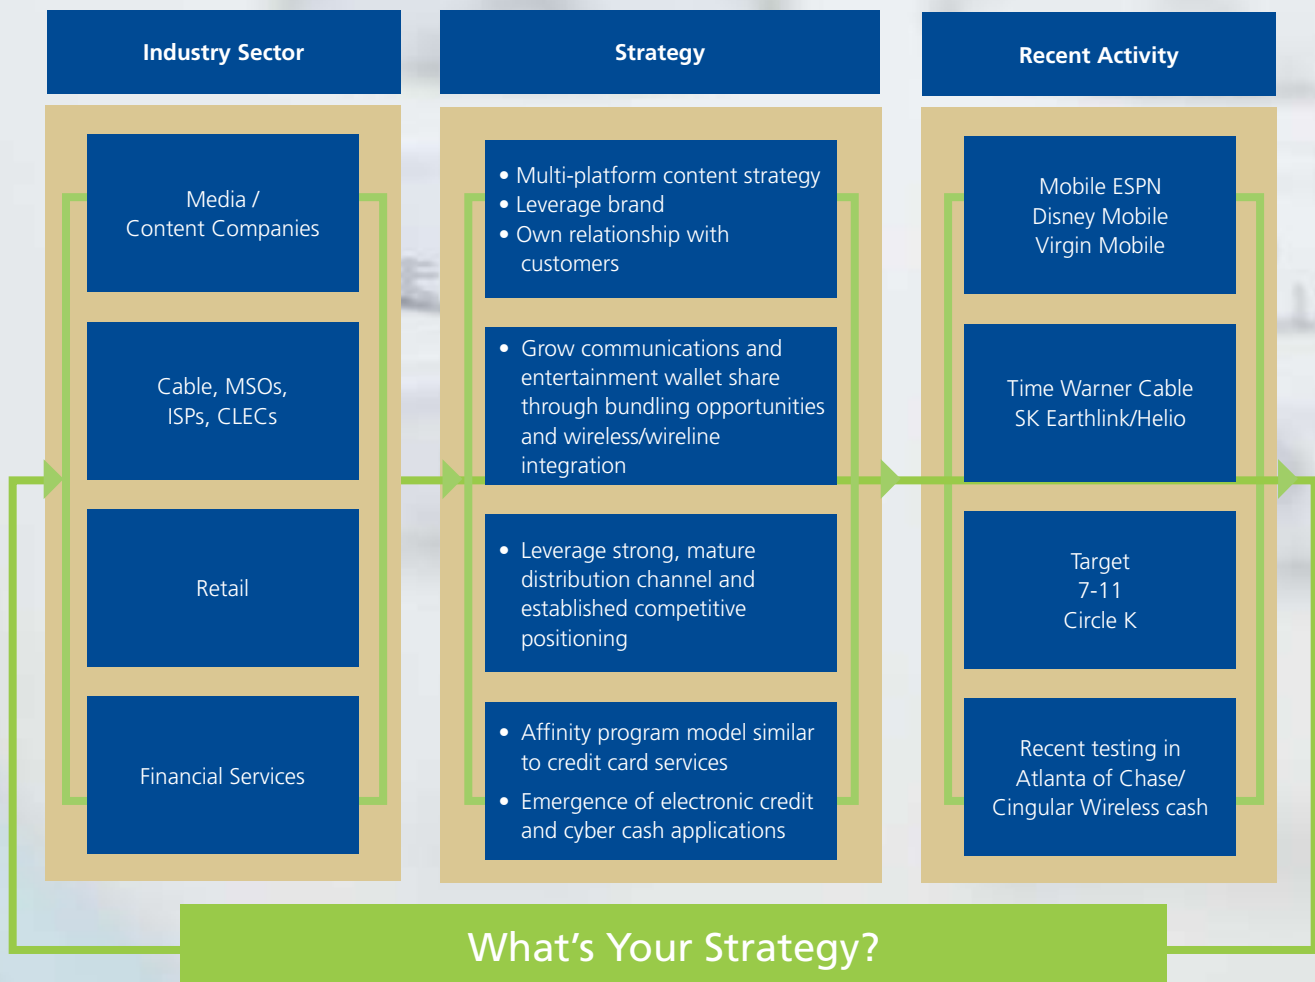 Industry Sector
Strategy
Recent Activity
Media /
Content Companies
• Multi-platform content strategy
• Leverage brand
• Own relationship with
customers
Mobile ESPN
Disney Mobile
Virgin Mobile
Cable, MSOs,
ISPs, CLECs
• Grow communications and
entertainment wallet share
through bundling opportunities
and wireless/wireline
integration
Time Warner Cable
SK Earthlink/Helio
Retail
• Leverage strong, mature
distribution channel and
established competitive
positioning
Target
7-11
Circle K
Financial Services
• Affinity program model similar
to credit card services
• Emergence of electronic credit
and cyber cash applications
Recent testing in
Atlanta of Chase/
Cingular Wireless cash
What’s Your Strategy?